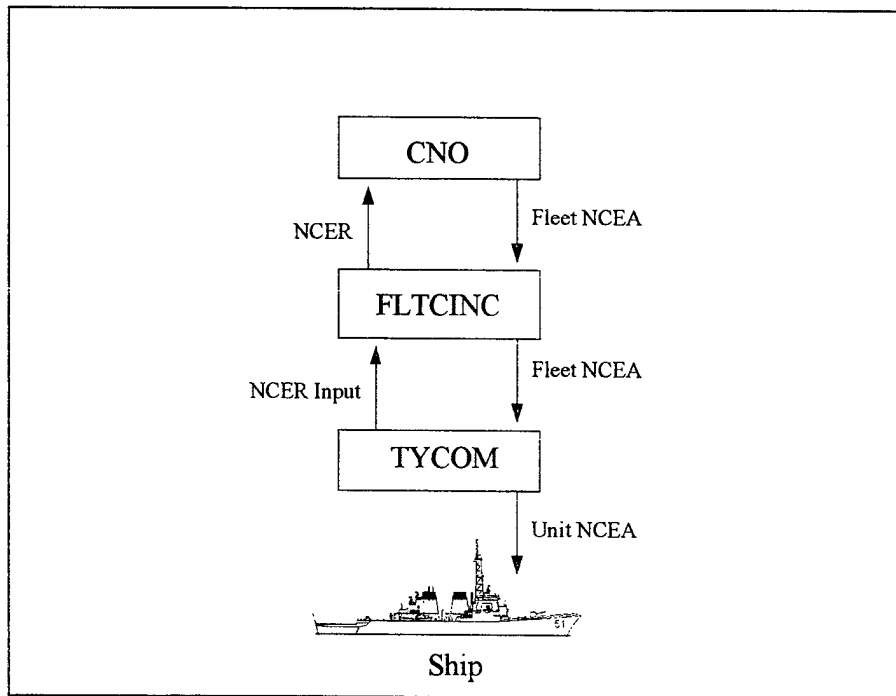 CNO
NCER
Fleet NCEA
FLTCINC
NCER Input
Fleet NCEA
TYCOM
Unit NCEA
51
Ship